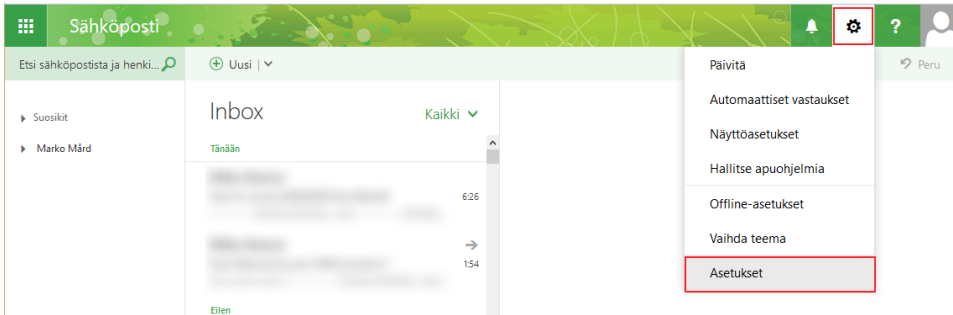 Sähköposti
?
Etsi sähköpostista ja henki...
Uusi
Peru
Suosikit
Marko Mård
Inbox
Kaikki
Tänään
6:26
1:54
Eilen
Päivitä
Automaattiset vastaukset
Näyttöasetukset
Hallitse apuohjelmia
Offline-asetukset
Vaihda teema
Asetukset